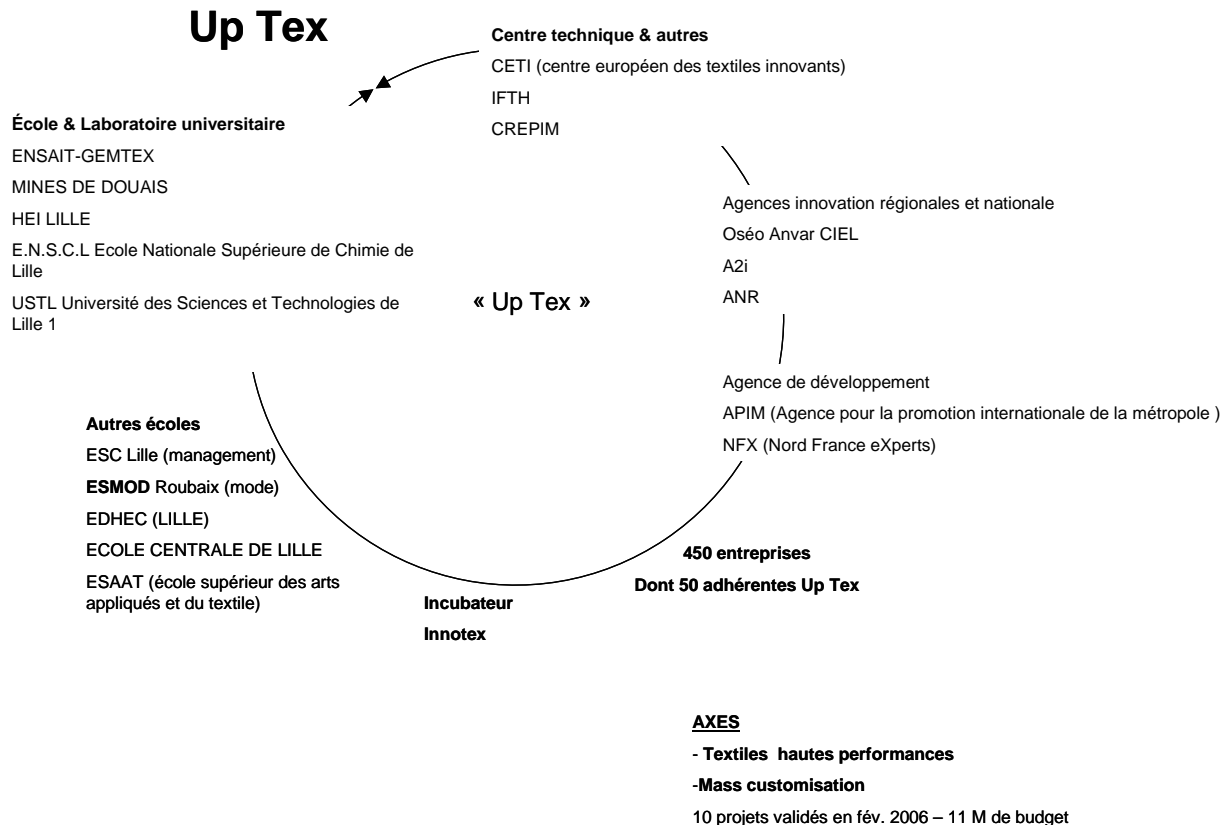 Up Tex
Centre technique & autres
CETI (centre européen des textiles innovants)
IFTH
CREPIM
École & Laboratoire universitaire
ENSAIT-GEMTEX
MINES DE DOUAIS
HEI LILLE
E.N.S.C.L Ecole Nationale Supérieure de Chimie de
Lille
USTL Université des Sciences et Technologies de
Lille 1
« Up Tex »
Agences innovation régionales et nationale
Oséo Anvar CIEL
A2i
ANR
Agence de développement
APIM (Agence pour la promotion internationale de la métropole )
NFX (Nord France eXperts)
Autres écoles
ESC Lille (management)
ESMOD Roubaix (mode)
EDHEC (LILLE)
ECOLE CENTRALE DE LILLE
ESAAT (école supérieur des arts
appliqués et du textile)
Incubateur
Innotex
450 entreprises
Dont 50 adhérentes Up Tex
AXES
- Textiles hautes performances
-Mass customisation
10 projets validés en fév. 2006 – 11 M de budget